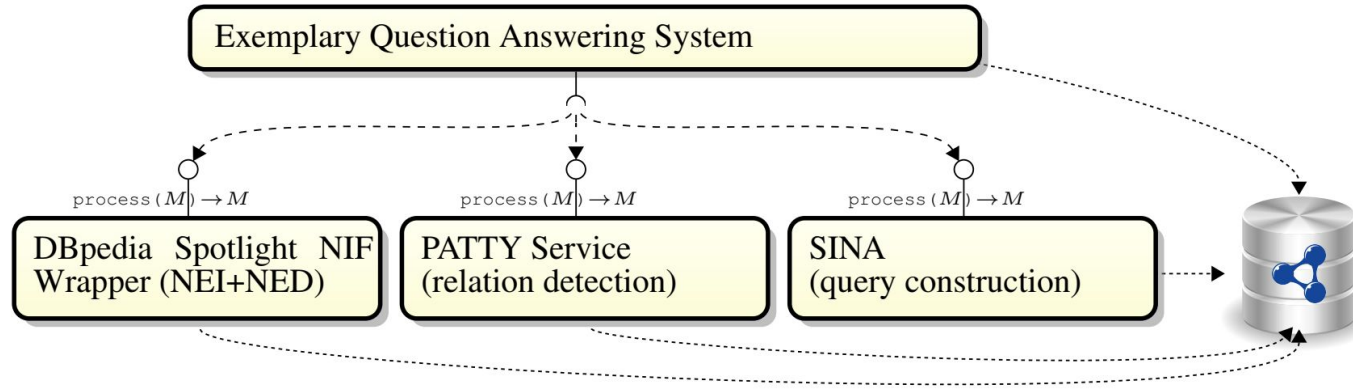 Exemplary Question Answering System
process(M)→M
process(M)→M
process(M)→M
DBpedia Spotlight NIF
Wrapper (NEI+NED)
PATTY Service
(relation detection)
SINA
(query construction)